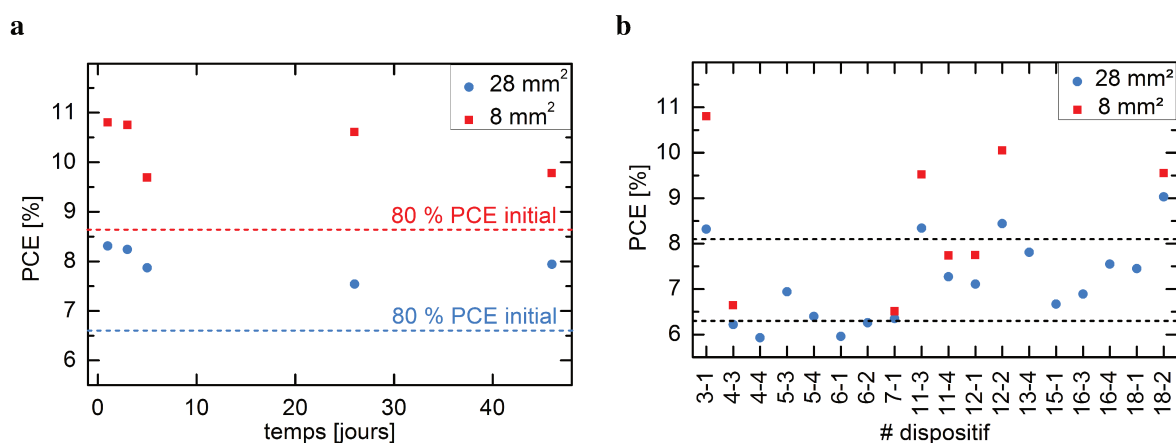 a
b
28 mm²
8 mm²
PCE [%]
11
10
9
8
7
6
80 % PCE initial
80 % PCE initial
0
20
40
temps [jours]
28 mm²
8 mm²
PCE [%]
11
10
9
8
7
6
3-1
4-3
4-4
5-3
5-4
6-1
6-2
7-1
11-3
11-4
12-1
12-2
13-4
15-1
16-3
16-4
18-1
18-2
# dispositif